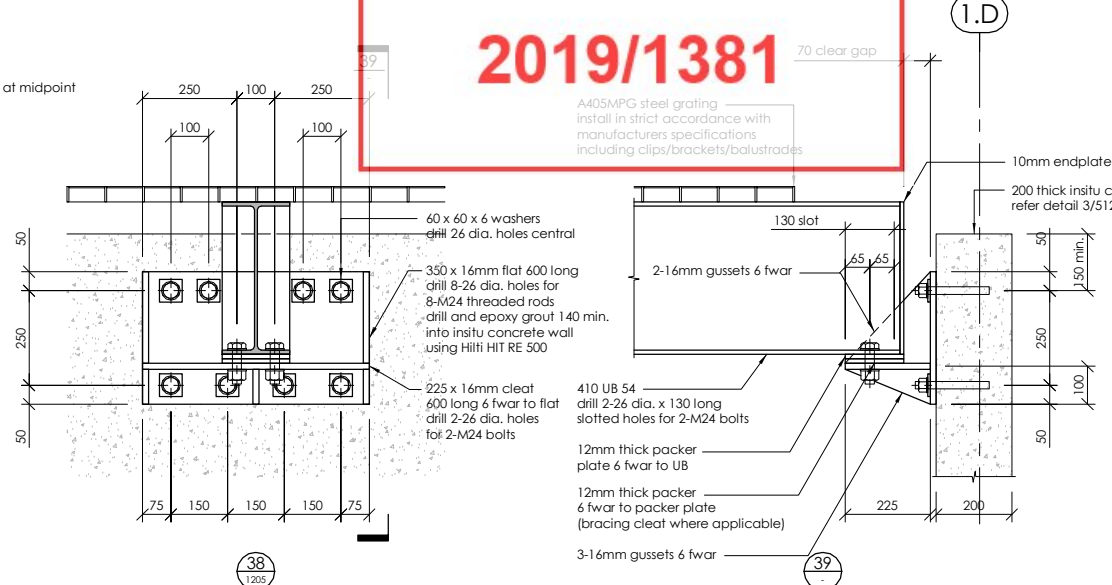 1.D
2019/1381
39
-
70 clear gap
at midpoint
250
100
250
100
100
A405MPG steel grating
install in strict accordance with
manufacturers specifications
including clips/brackets/balustrades
10mm endplate
200 thick insitu
refer detail 3/512
60 x 60 x 6 washers
drill 26 dia. holes central
130 slot
65
65
2-16mm gussets 6 fwar
350 x 16mm flat 600 long
drill 8-26 dia. holes for
8-M24 threaded rods
drill and epoxy grout 140 min.
into insitu concrete wall
using Hilti HIT RE 500
225 x 16mm cleat
600 long 6 fwar to flat
drill 2-26 dia. holes
for 2-M24 bolts
50
250
50
50
150 min.
250
100
50
410 UB 54
drill 2-26 dia. x 130 long
slotted holes for 2-M24 bolts
12mm thick packer
plate 6 fwar to UB
12mm thick packer
6 fwar to packer plate
(bracing cleat where applicable)
3-16mm gussets 6 fwar
75
150
150
150
75
225
200
38
1205
39
-